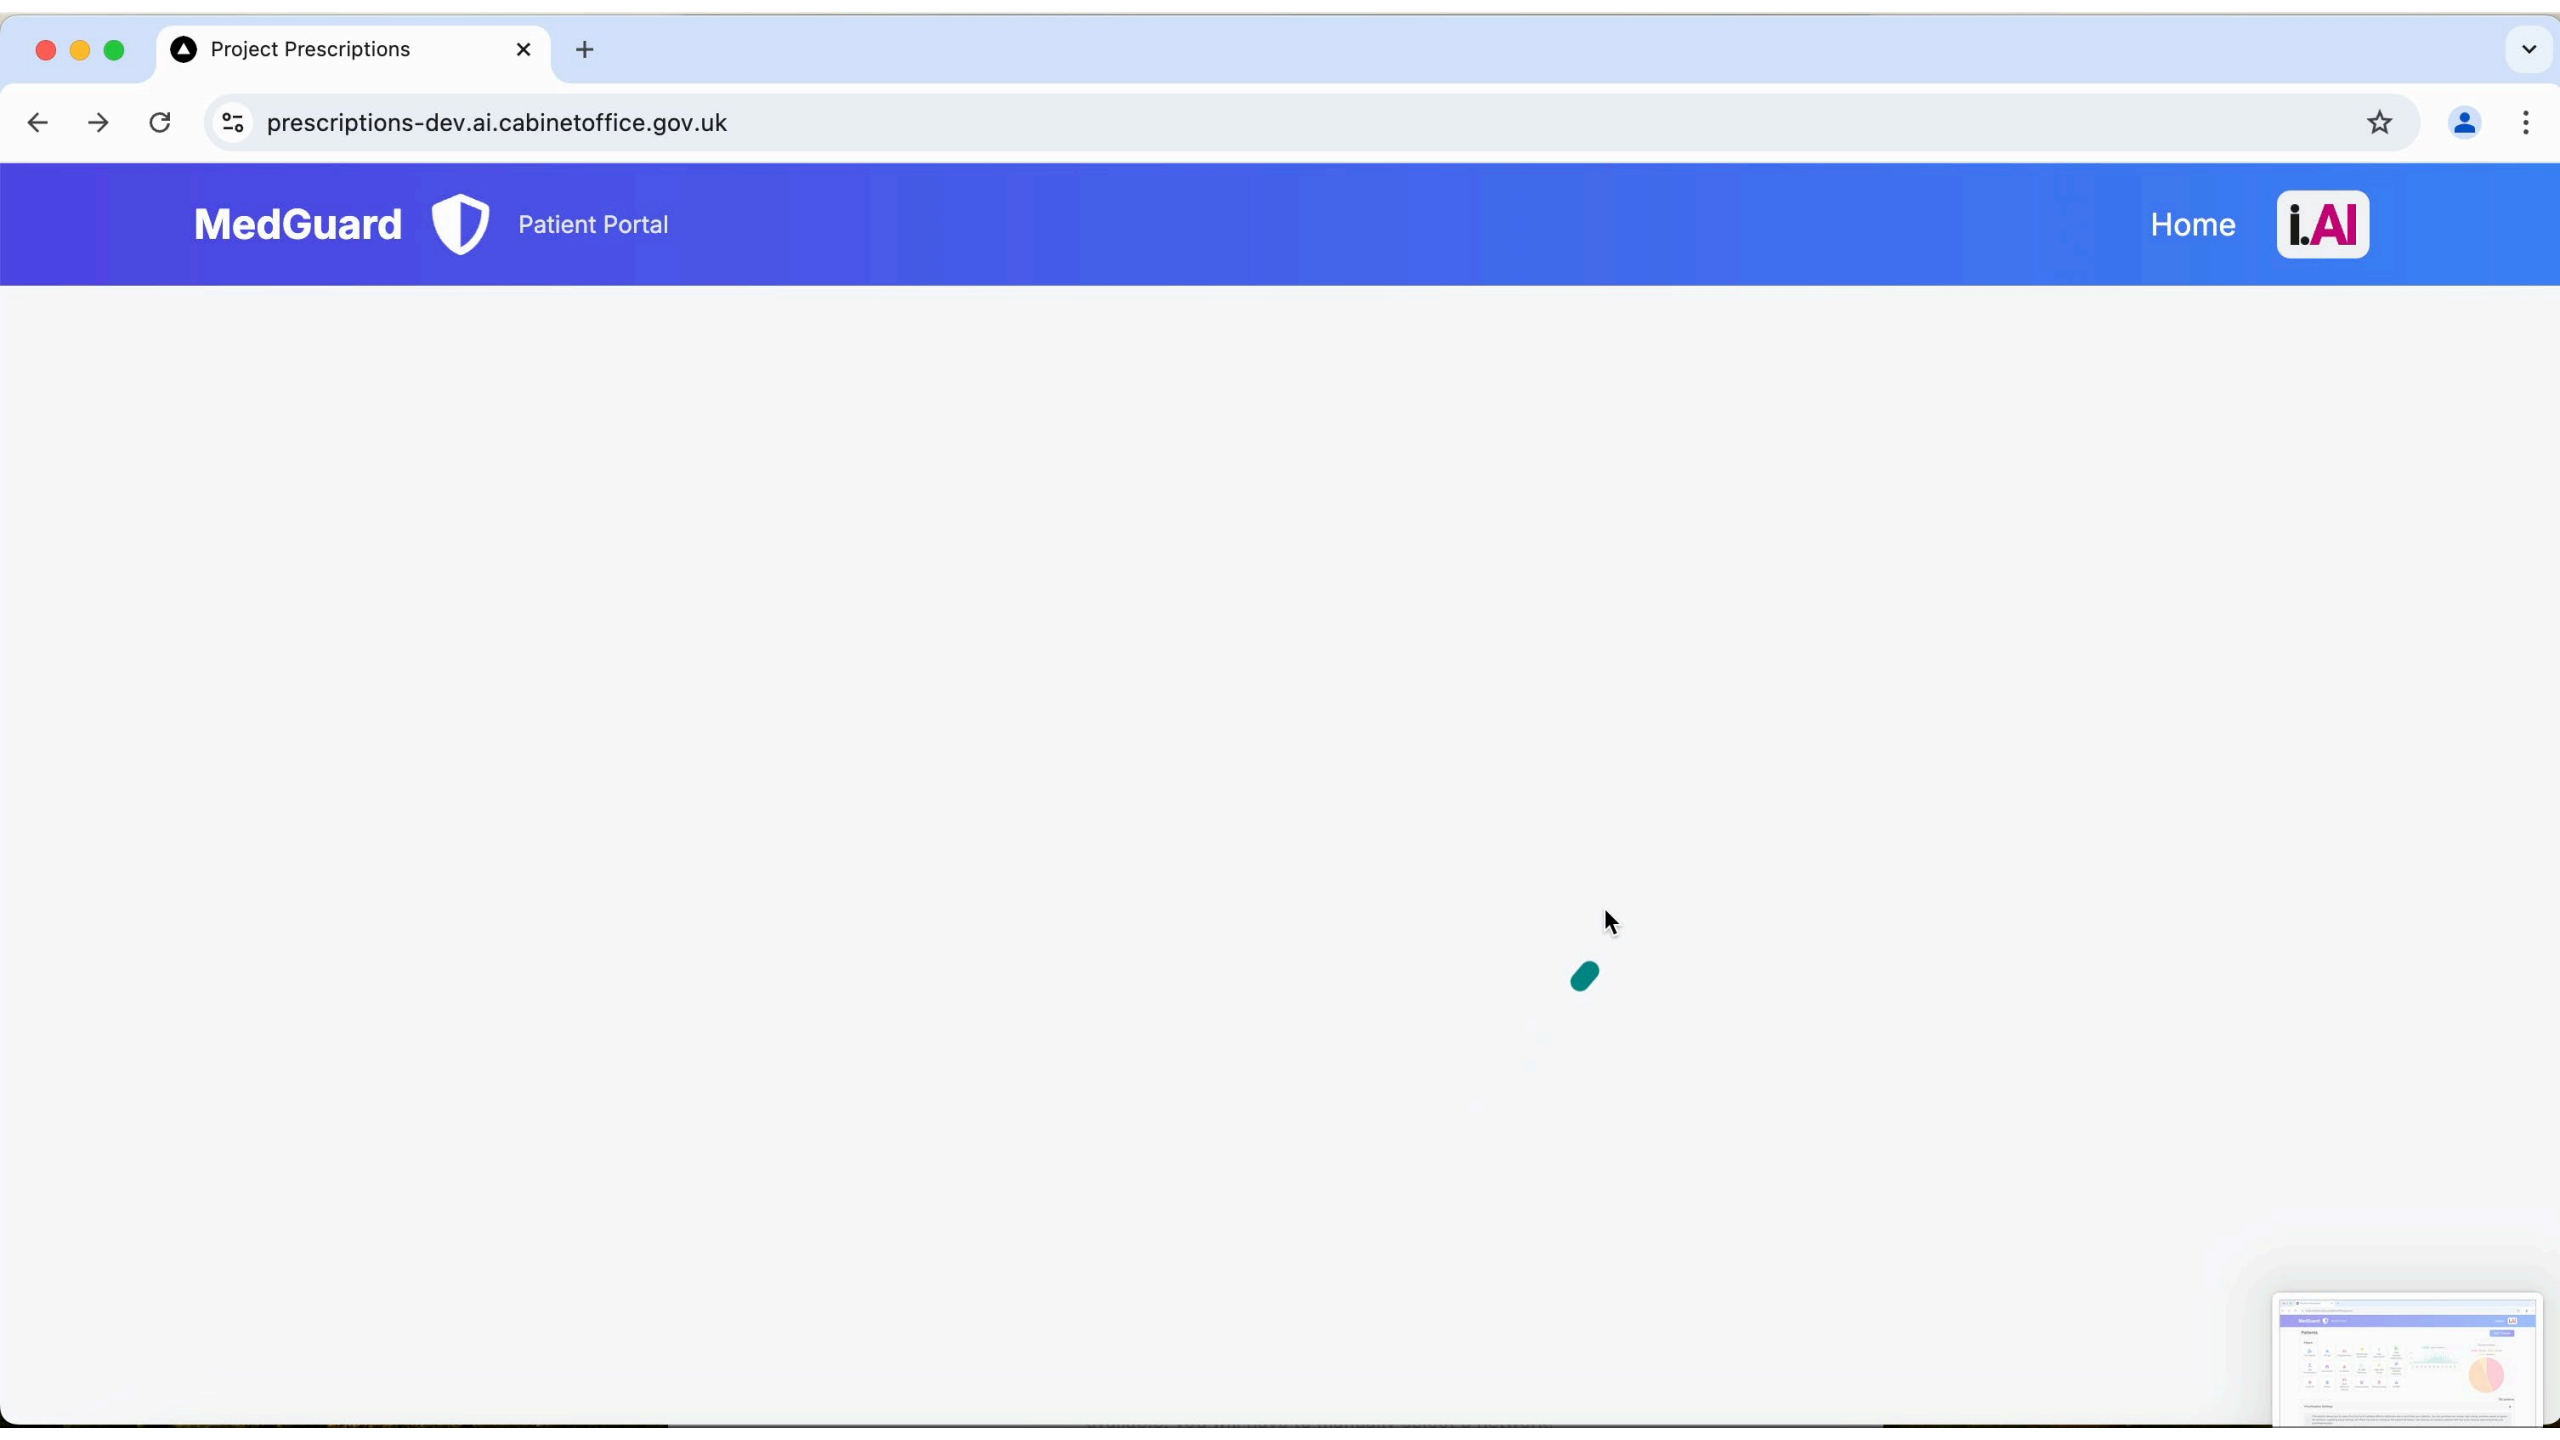 Project Prescriptions
prescriptions-dev.ai.cabinetoffice.gov.uk
MedGuard Patient Portal Home i.AI